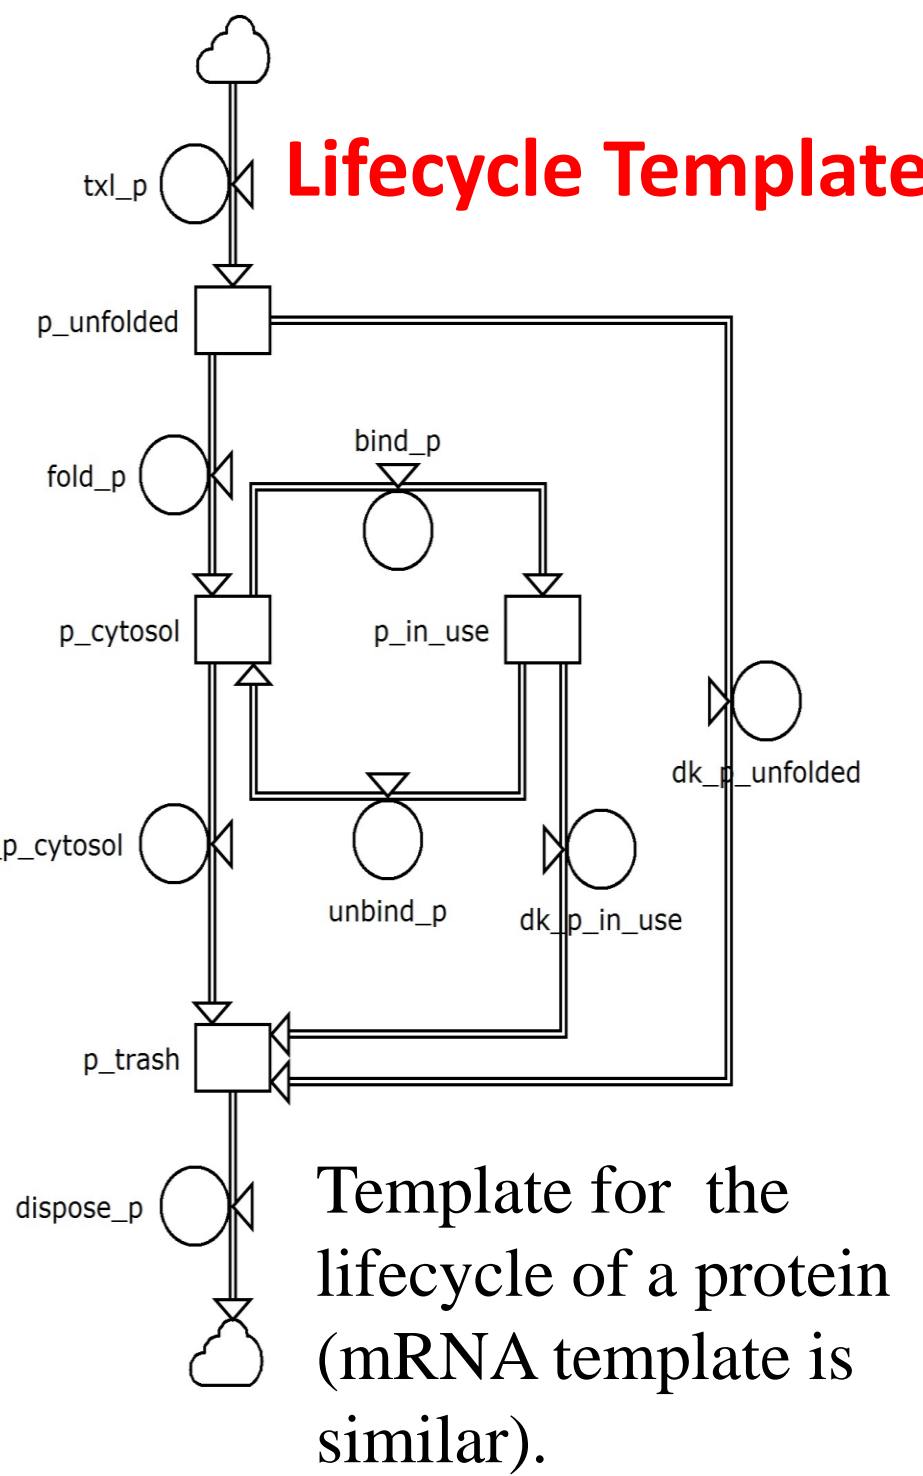 txl_p
Lifecycle Template
p_unfolded
bind_p
fold_p
p_cytosol
p_in_use
dk_p_unfolded
_p_cytosol
unbind_p
dk_p_in_use
p_trash
dispose_p
Template for the
lifecycle of a protein
(mRNA template is
similar).